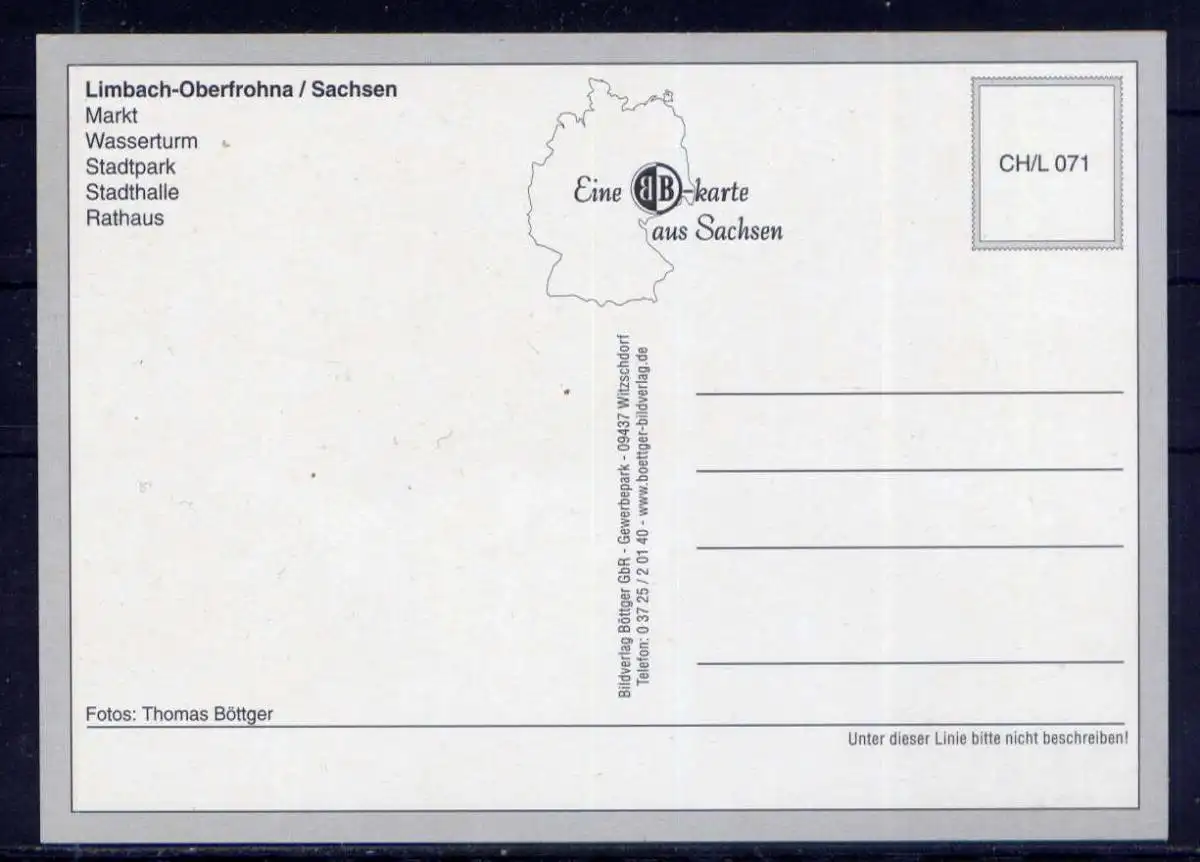 Limbach-Oberfrohna / Sachsen
Markt
Wasserturm
Stadtpark
Stadthalle
Rathaus
Eine BB-karte
aus Sachsen
CH/L 071
Bildverlag Böttger GbR - Gewerbepark - 09437 Witzschdorf
Telefon: 0 37 25 / 2 01 40 - www.boettger-bildverlag.de
Fotos: Thomas Böttger
Unter dieser Linie bitte nicht beschreiben!